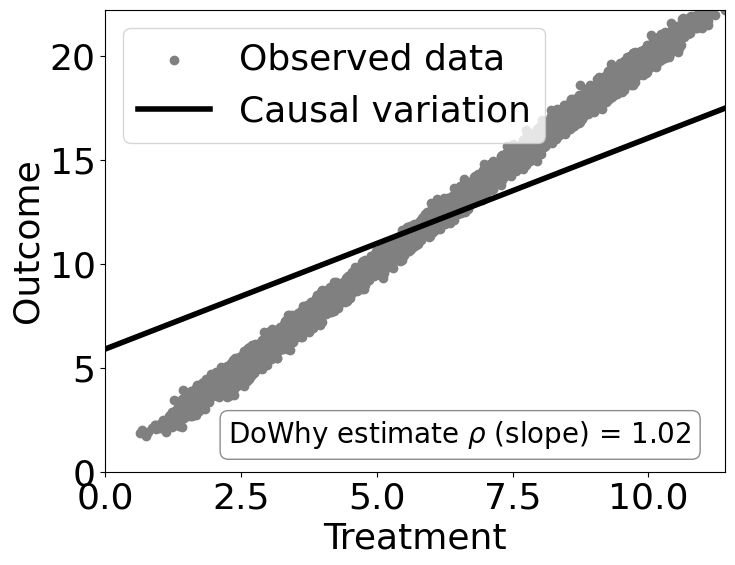 Observed data
Causal variation
20
15
10
5
0
Outcome
DoWhy estimate ρ (slope) = 1.02
0.0 2.5 5.0 7.5 10.0
Treatment